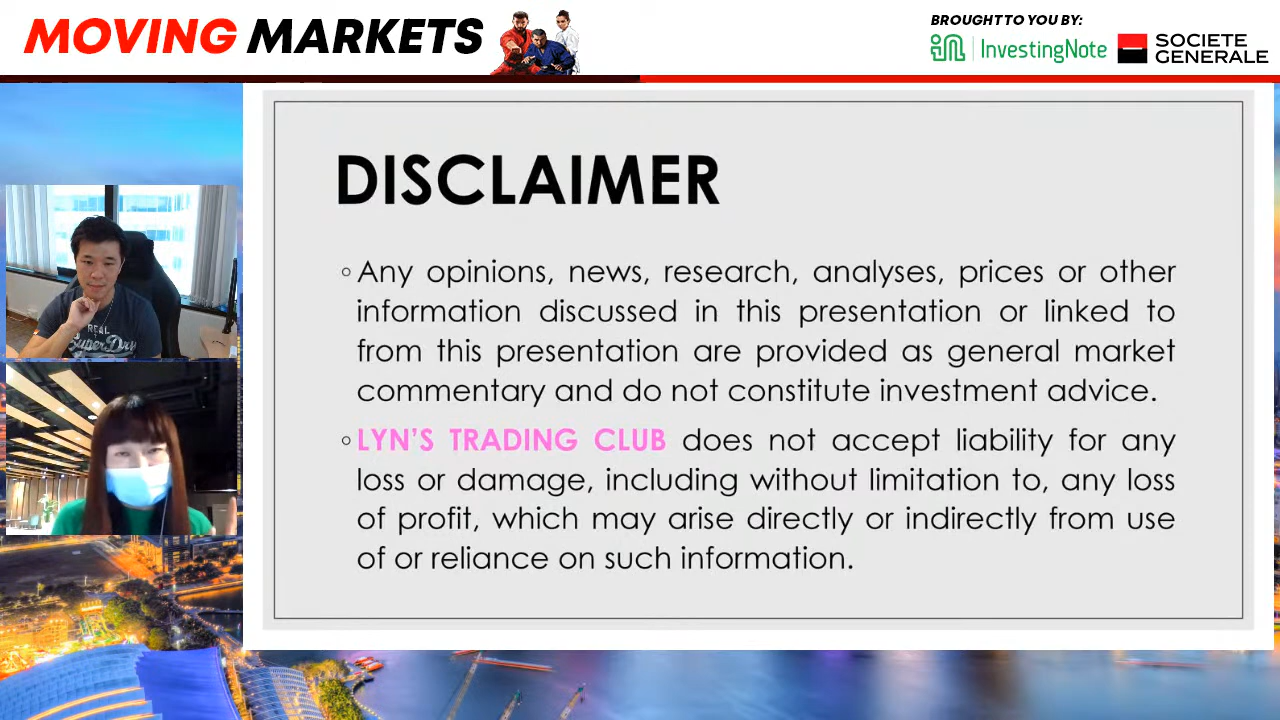 MOVING MARKETS
BROUGHT TO YOU BY:
InvestingNote
SOCIETE
GENERALE
DISCLAIMER
◦Any opinions, news, research, analyses, prices or other
information discussed in this presentation or linked to
from this presentation are provided as general market
commentary and do not constitute investment advice.
◦LYN'S TRADING CLUB does not accept liability for any
loss or damage, including without limitation to, any loss
of profit, which may arise directly or indirectly from use
of or reliance on such information.
REAL
SuperDry